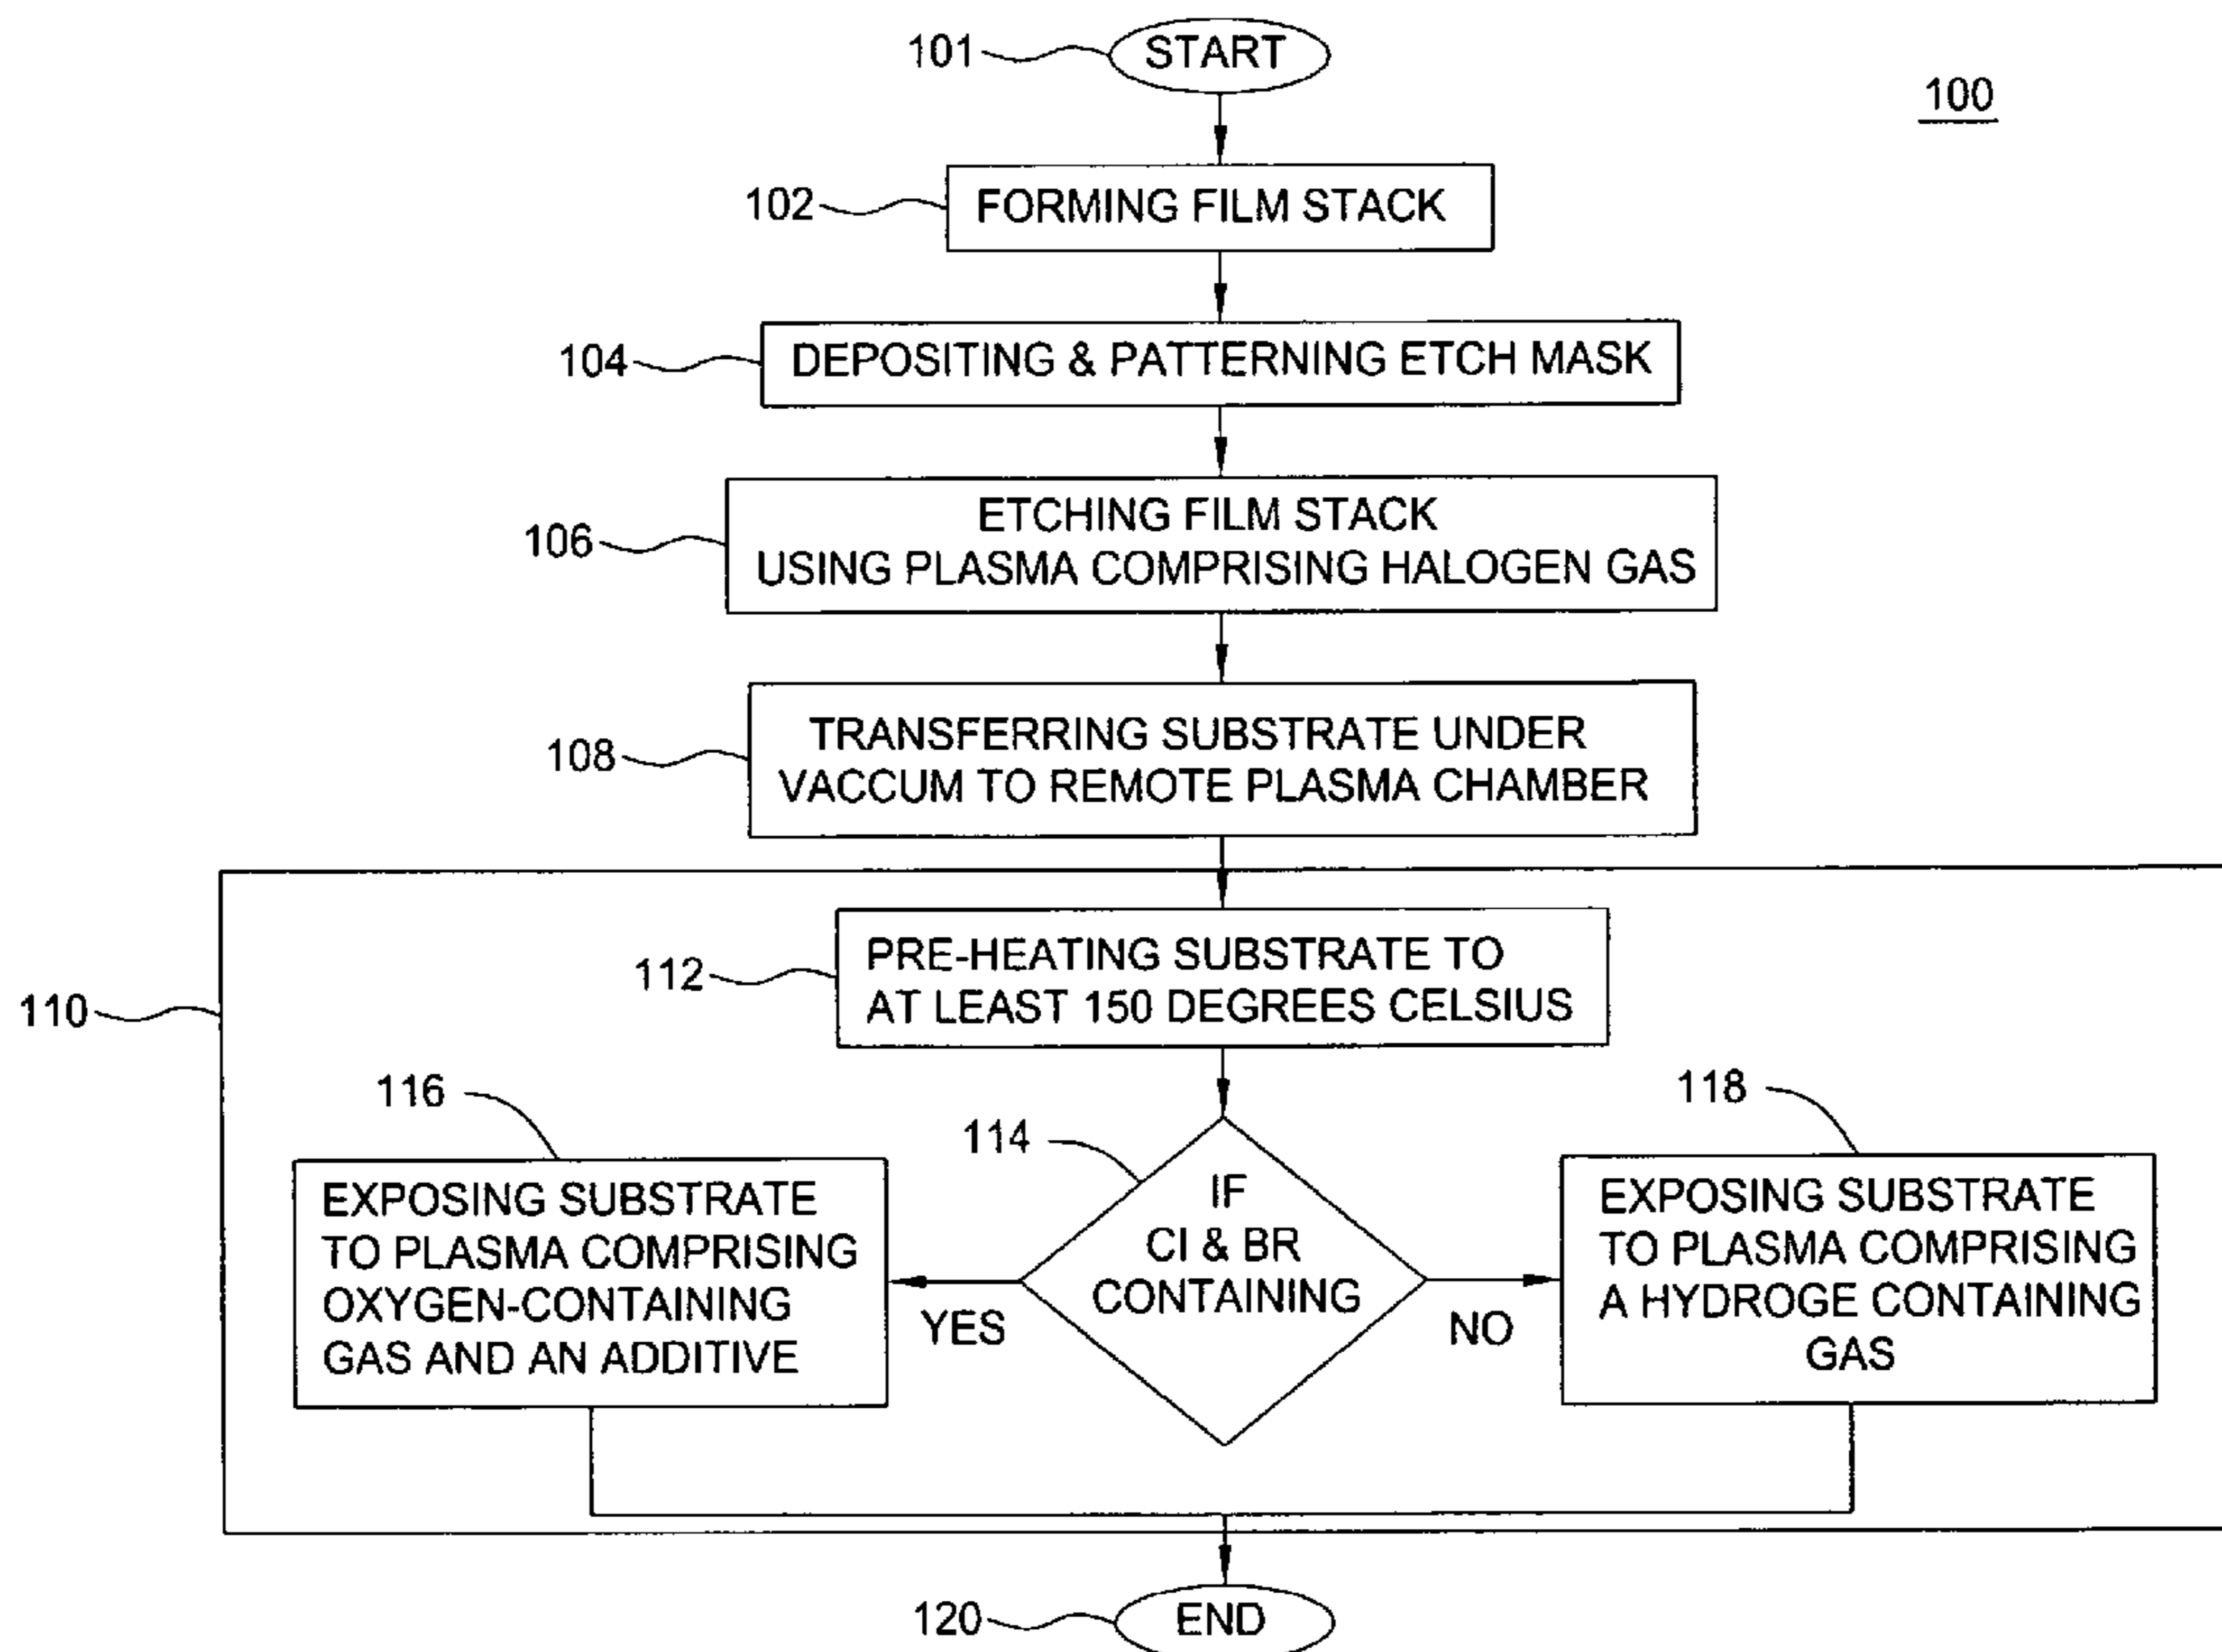 101
START
100
102
FORMING FILM STACK
104
DEPOSITING & PATTERNING ETCH MASK
106
ETCHING FILM STACK
USING PLASMA COMPRISING HALOGEN GAS
108
TRANSFERRING SUBSTRATE UNDER
VACCUM TO REMOTE PLASMA CHAMBER
110
112
PRE-HEATING SUBSTRATE TO
AT LEAST 150 DEGREES CELSIUS
116
EXPOSING SUBSTRATE
TO PLASMA COMPRISING
OXYGEN-CONTAINING
GAS AND AN ADDITIVE
114
IF
CI & BR
CONTAINING
YES
NO
118
EXPOSING SUBSTRATE
TO PLASMA COMPRISING
A HYDROGE CONTAINING
GAS
120
END